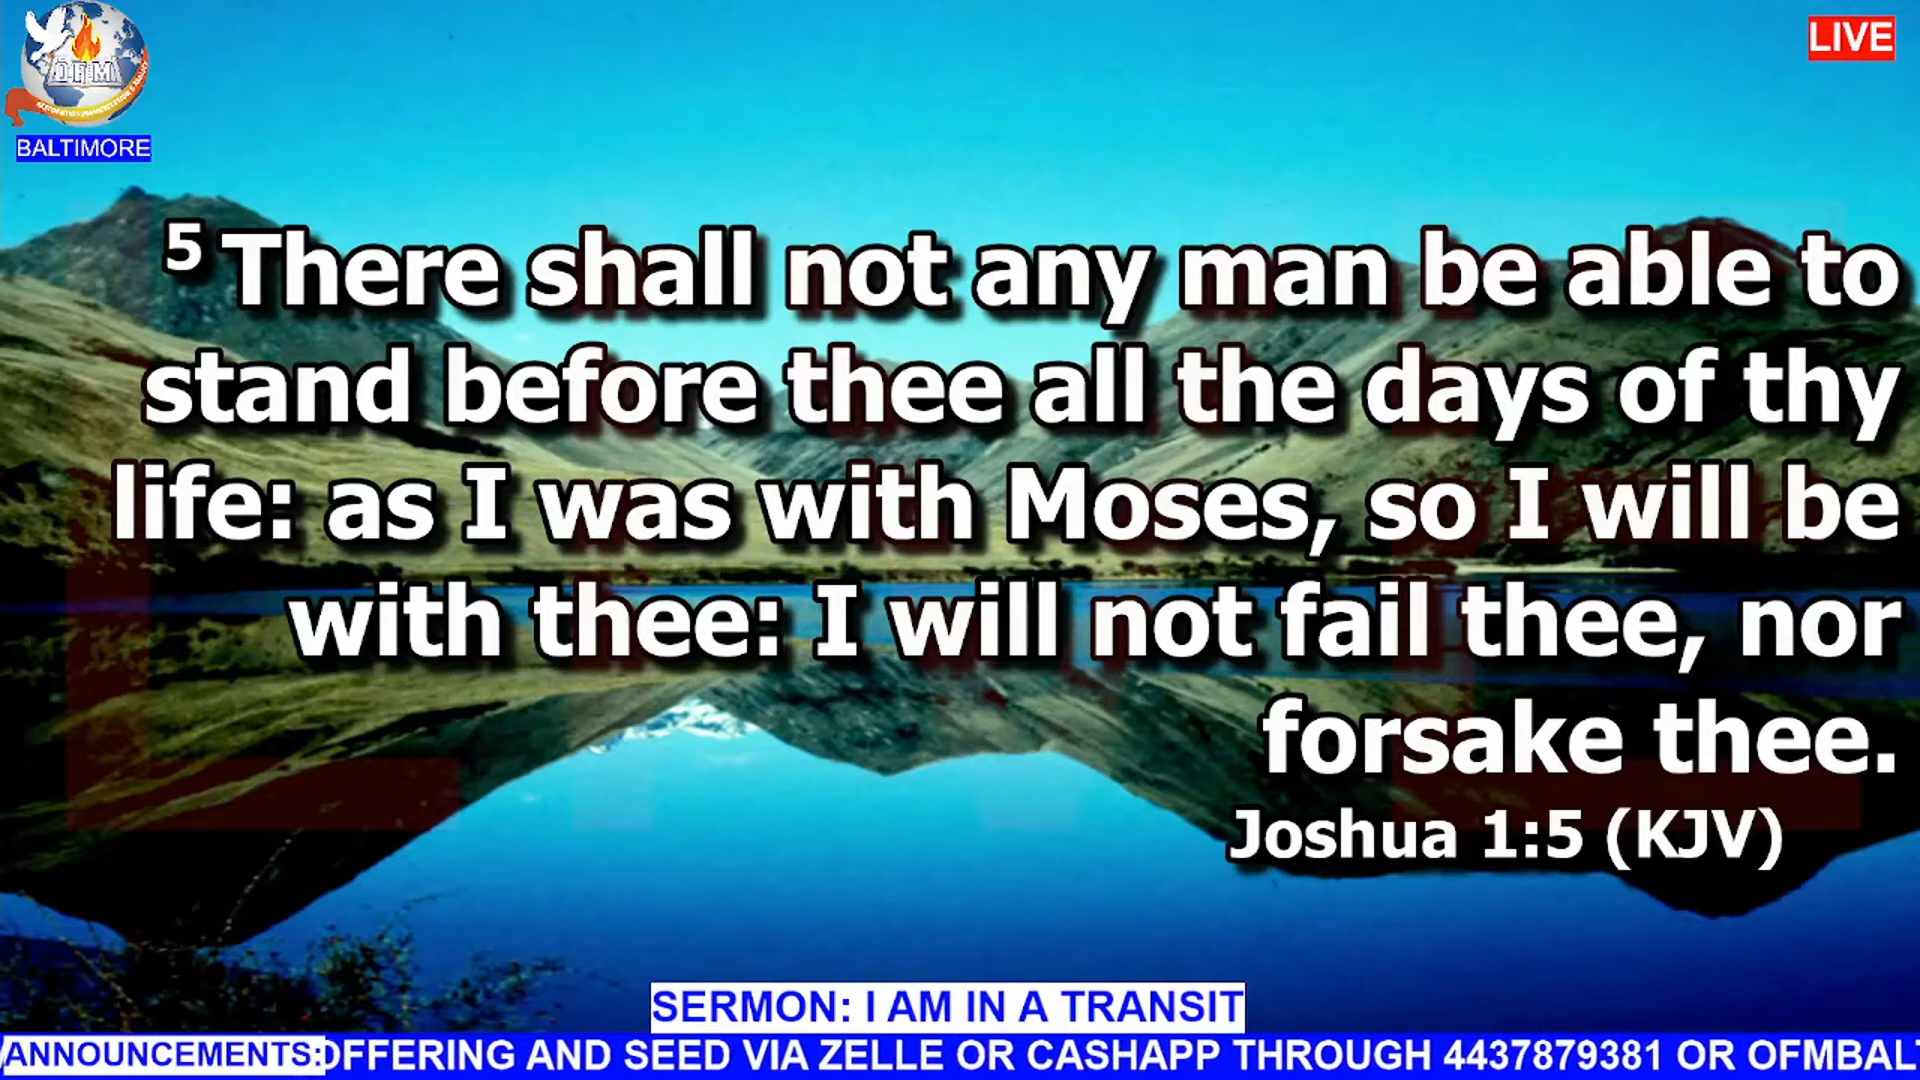 OFM
BALTIMORE
LIVE
5 There shall not any man be able to
stand before thee all the days of thy
life: as I was with Moses, so I will be
with thee: I will not fail thee, nor
forsake thee.
Joshua 1:5 (KJV)
SERMON: I AM IN A TRANSIT
ANNOUNCEMENTS: OFFERING AND SEED VIA ZELLE OR CASHAPP THROUGH 4437879381 OR OFMBAL